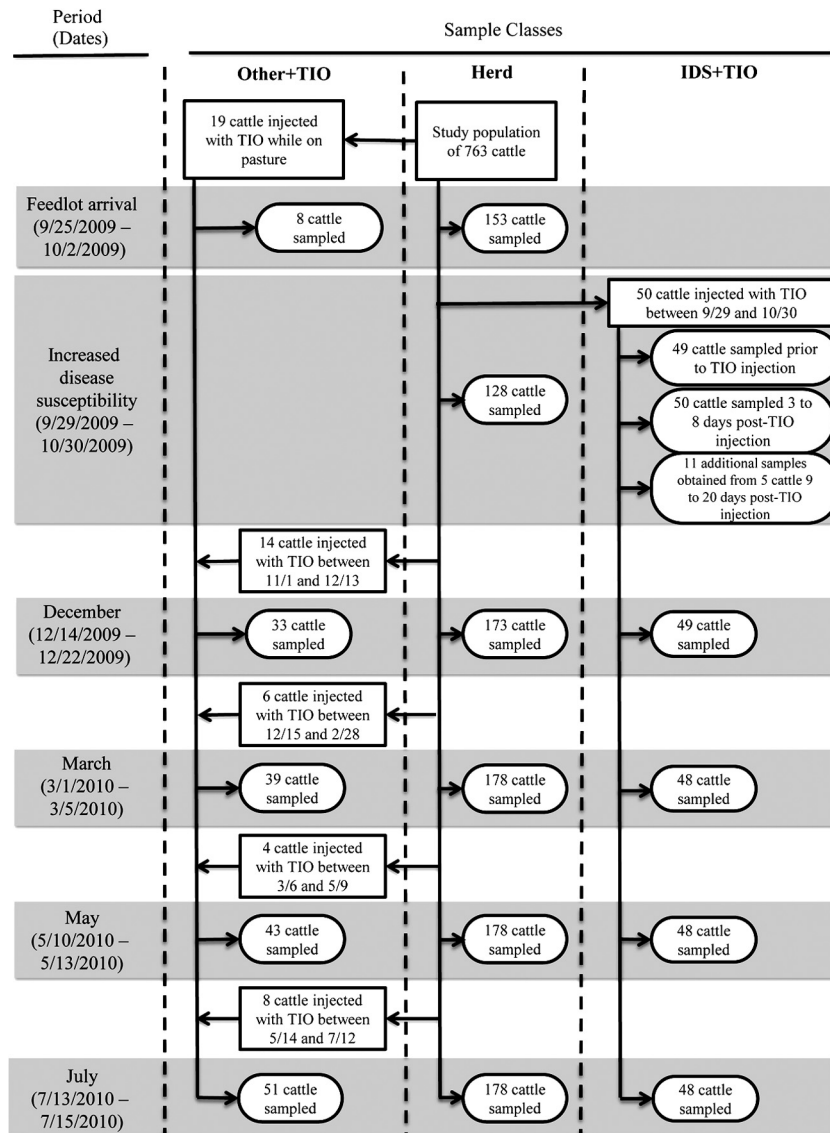 Period
(Dates)
Sample Classes
Other+TIO
Herd
IDS+TIO
19 cattle injected
with TIO while on
pasture
Study population
of 763 cattle
Feedlot arrival
(9/25/2009 –
10/2/2009)
8 cattle
sampled
153 cattle
sampled
50 cattle injected with TIO
between 9/29 and 10/30
Increased
disease
susceptibility
(9/29/2009 –
10/30/2009)
128 cattle
sampled
49 cattle sampled prior
to TIO injection
50 cattle sampled 3 to
8 days post-TIO
injection
11 additional samples
obtained from 5 cattle 9
to 20 days post-TIO
injection
14 cattle injected
with TIO between
11/1 and 12/13
December
(12/14/2009 –
12/22/2009)
33 cattle
sampled
173 cattle
sampled
49 cattle
sampled
6 cattle injected
with TIO between
12/15 and 2/28
March
(3/1/2010 –
3/5/2010)
39 cattle
sampled
178 cattle
sampled
48 cattle
sampled
4 cattle injected
with TIO between
3/6 and 5/9
May
(5/10/2010 –
5/13/2010)
43 cattle
sampled
178 cattle
sampled
48 cattle
sampled
8 cattle injected
with TIO between
5/14 and 7/12
July
(7/13/2010 –
7/15/2010)
51 cattle
sampled
178 cattle
sampled
48 cattle
sampled